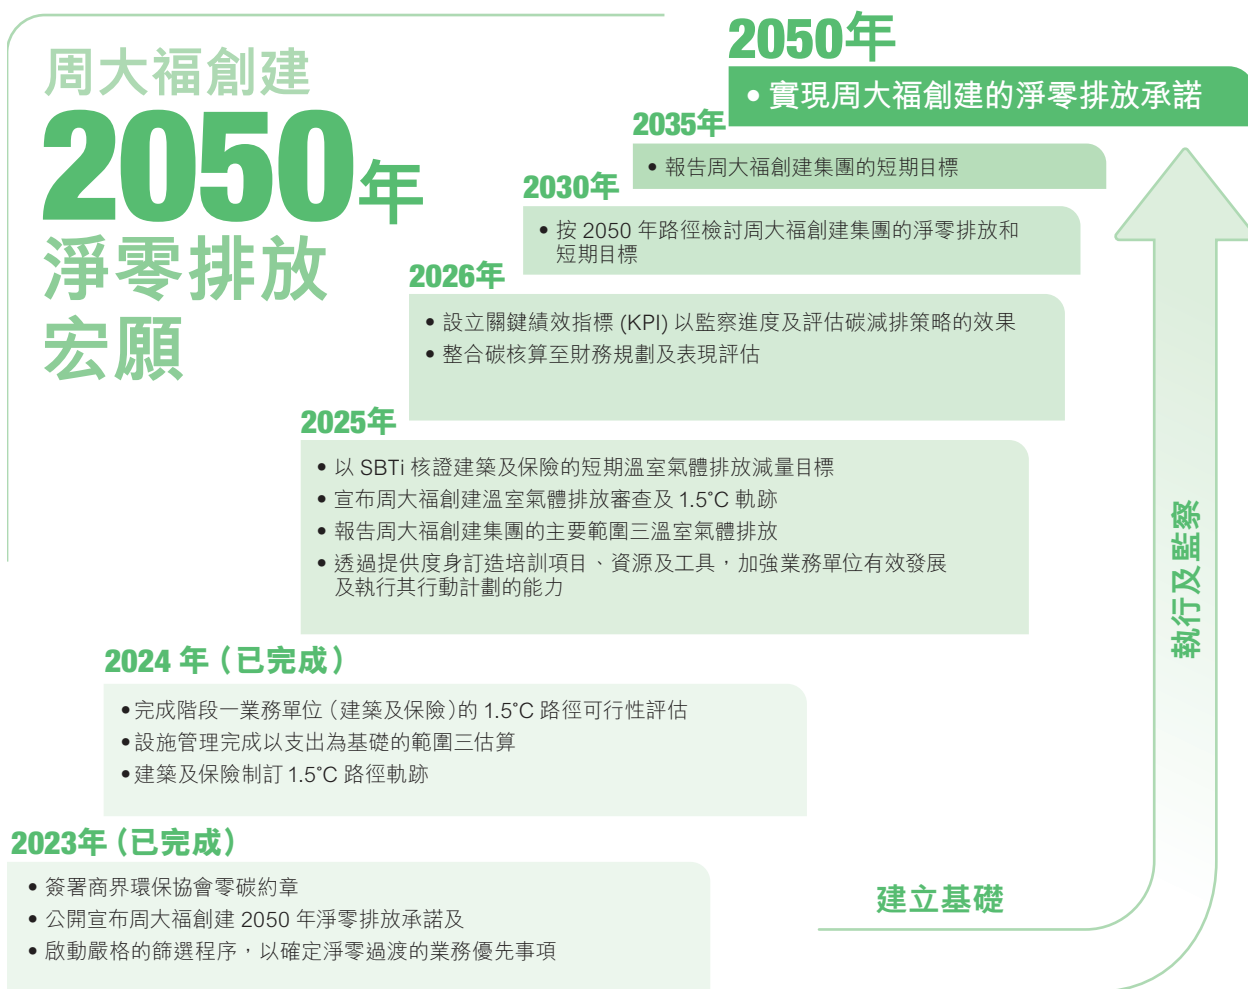 周大福創建
2050年
淨零排放
宏願
2050年
• 實現周大福創建的淨零排放承諾
2035年
• 報告周大福創建集團的短期目標
2030年
• 按 2050 年路徑檢討周大福創建集團的淨零排放和
短期目標
2026年
• 設立關鍵績效指標 (KPI) 以監察進度及評估碳減排策略的效果
• 整合碳核算至財務規劃及表現評估
2025年
• 以 SBTi 核證建築及保險的短期溫室氣體排放減量目標
• 宣布周大福創建溫室氣體排放審查及 1.5°C 軌跡
• 報告周大福創建集團的主要範圍三溫室氣體排放
• 透過提供度身訂造培訓項目、資源及工具，加強業務單位有效發展
及執行其行動計劃的能力
2024 年（已完成）
• 完成階段一業務單位（建築及保險）的 1.5°C 路徑可行性評估
• 設施管理完成以支出為基礎的範圍三估算
• 建築及保險制訂 1.5°C 路徑軌跡
2023年（已完成）
• 簽署商界環保協會零碳約章
• 公開宣布周大福創建 2050 年淨零排放承諾及
• 啟動嚴格的篩選程序，以確定淨零過渡的業務優先事項
建立基礎
執行及監察